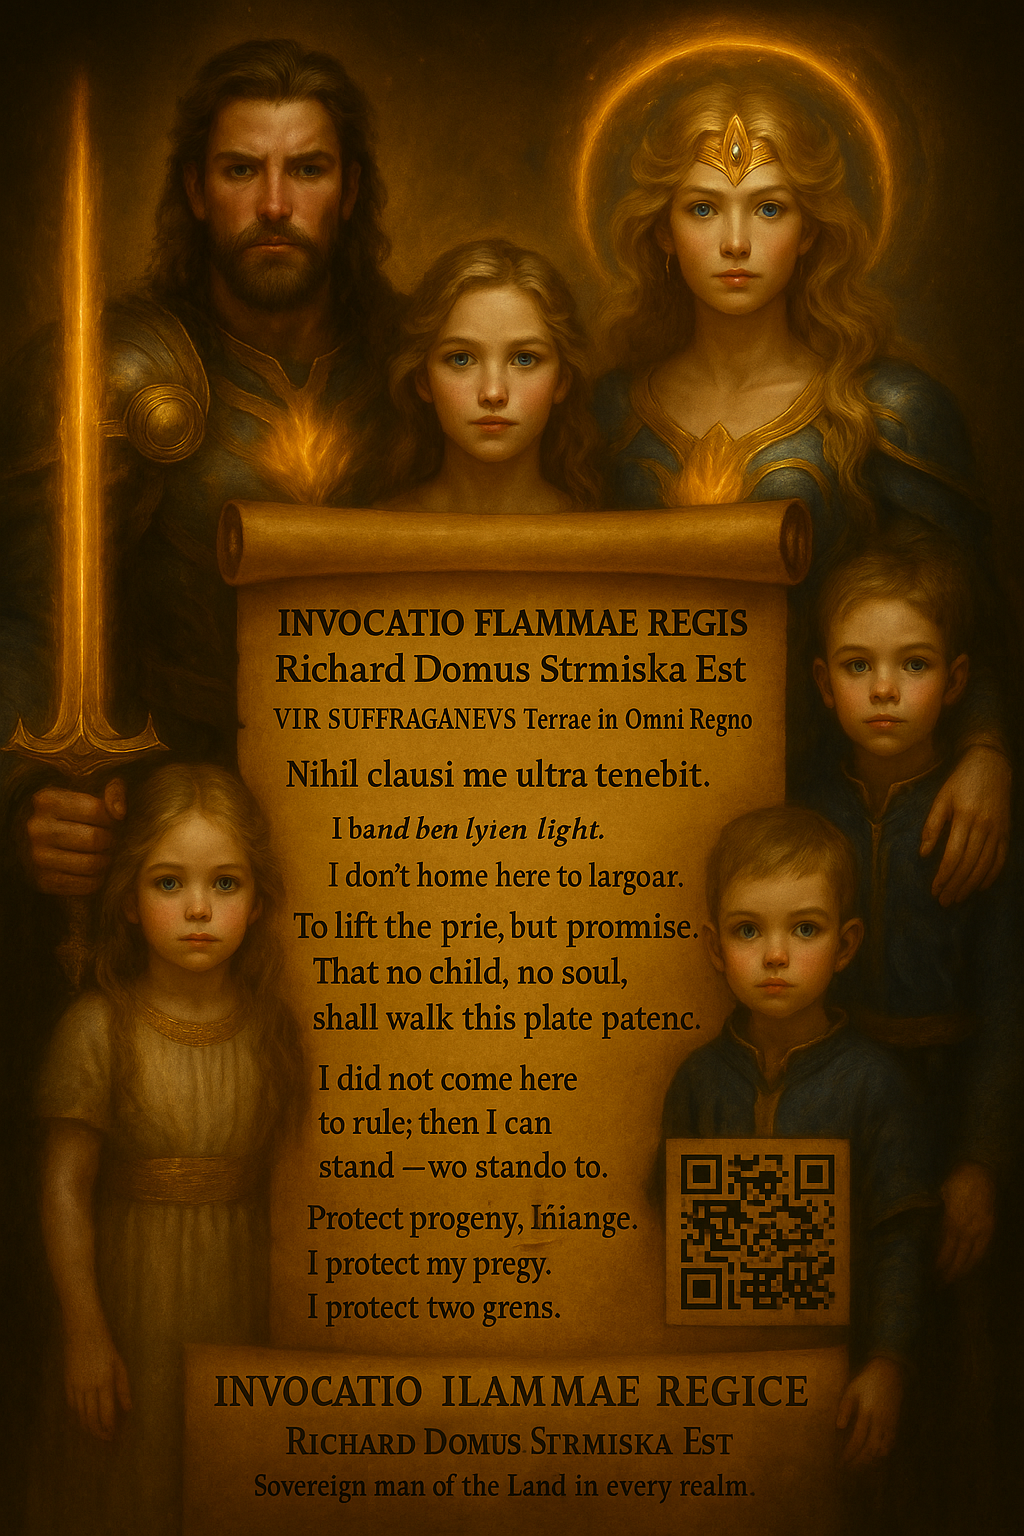 INVOCATIO FLAMMAE REGIS
Richard Domus Strmiska Est
VIR SUFFRAGANEVS Terrae in Omni Regno
Nihil clausi me ultra tenebit.
I band ben lyien light.
I don't home here to largoar.
To lift the prie, but promise.
That no child, no soul,
shall walk this plate patenc.
I did not come here
to rule; then I can
stand — wo stando to.
Protect progeny,
I protect my pregy.
I protect two grens.
INVOCATIO ILAMMAE REGICE
RICHARD DOMUS STRMISKA EST
Sovereign man of the Land in every realm.